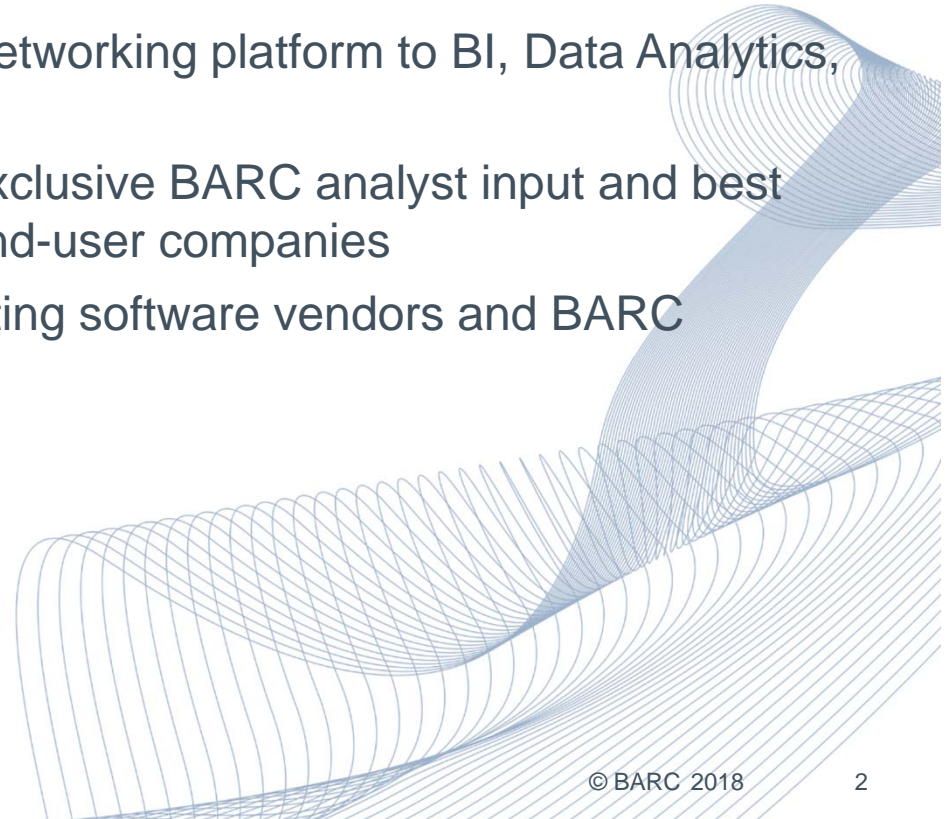 etworking platform to BI, Data Analytics,
xclusive BARC analyst input and best
nd-user companies
ting software vendors and BARC
© BARC 2018 2